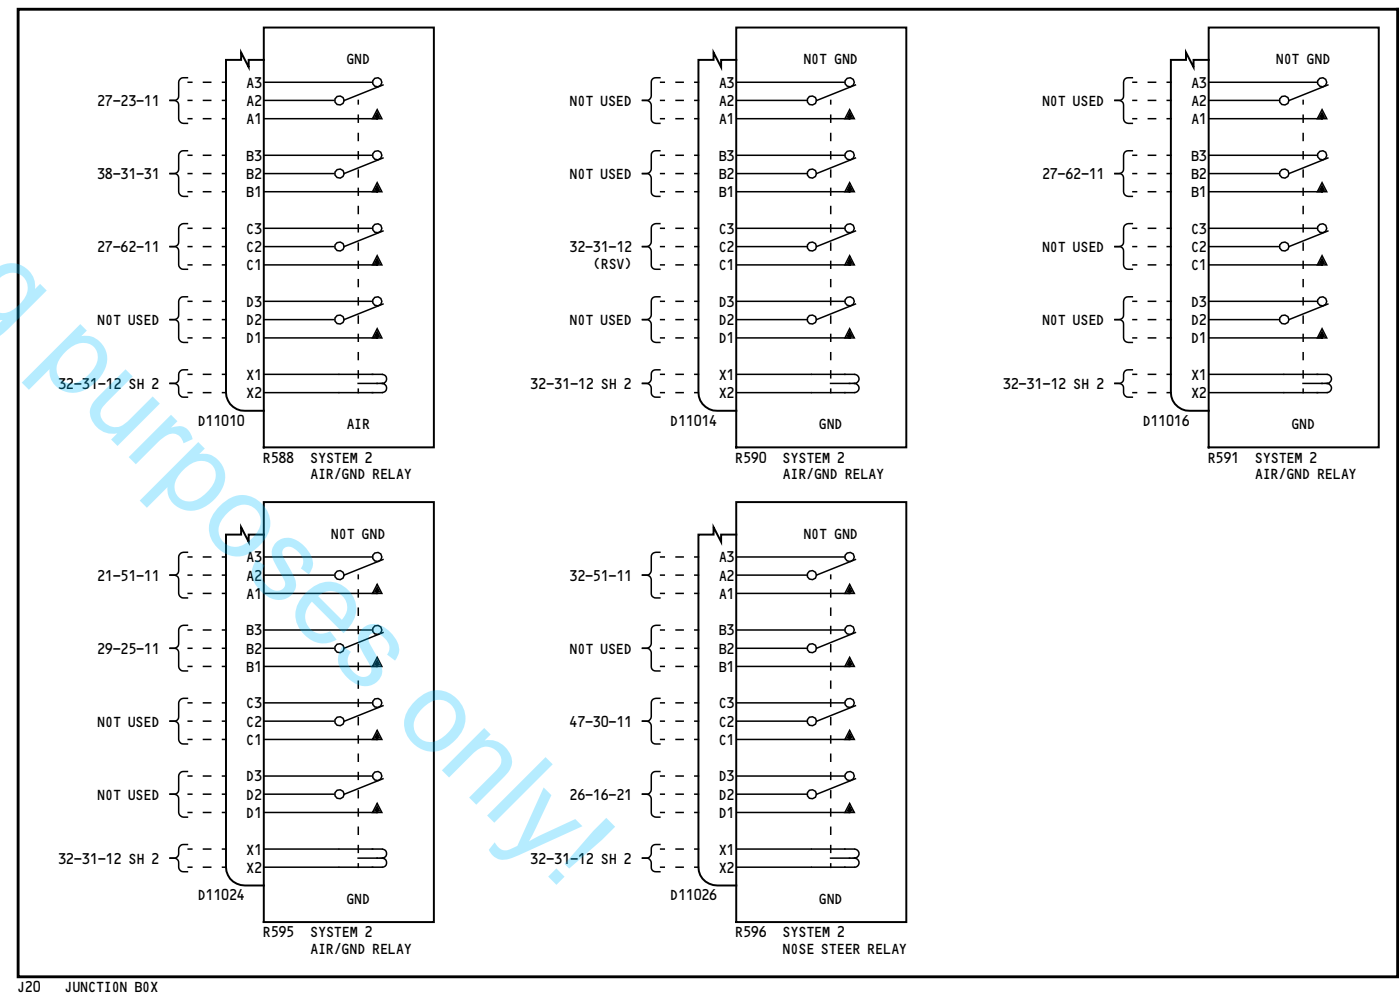 GND
27-23-11
A3
A2
A1
38-31-31
B3
B2
B1
27-62-11
C3
C2
C1
NOT USED
D3
D2
D1
32-31-12 SH 2
X1
X2
D11010
AIR
R588 SYSTEM 2
AIR/GND RELAY
NOT GND
NOT USED
A3
A2
A1
NOT USED
B3
B2
B1
32-31-12
(RSV)
C3
C2
C1
NOT USED
D3
D2
D1
32-31-12 SH 2
X1
X2
D11014
GND
R590 SYSTEM 2
AIR/GND RELAY
NOT GND
NOT USED
A3
A2
A1
27-62-11
B3
B2
B1
NOT USED
C3
C2
C1
NOT USED
D3
D2
D1
32-31-12 SH 2
X1
X2
D11016
GND
R591 SYSTEM 2
AIR/GND RELAY
NOT GND
21-51-11
A3
A2
A1
29-25-11
B3
B2
B1
NOT USED
C3
C2
C1
NOT USED
D3
D2
D1
32-31-12 SH 2
X1
X2
D11024
GND
R595 SYSTEM 2
AIR/GND RELAY
NOT GND
32-51-11
A3
A2
A1
NOT USED
B3
B2
B1
47-30-11
C3
C2
C1
26-16-21
D3
D2
D1
32-31-12 SH 2
X1
X2
D11026
GND
R596 SYSTEM 2
NOSE STEER RELAY
J20 JUNCTION BOX
g purposes only!